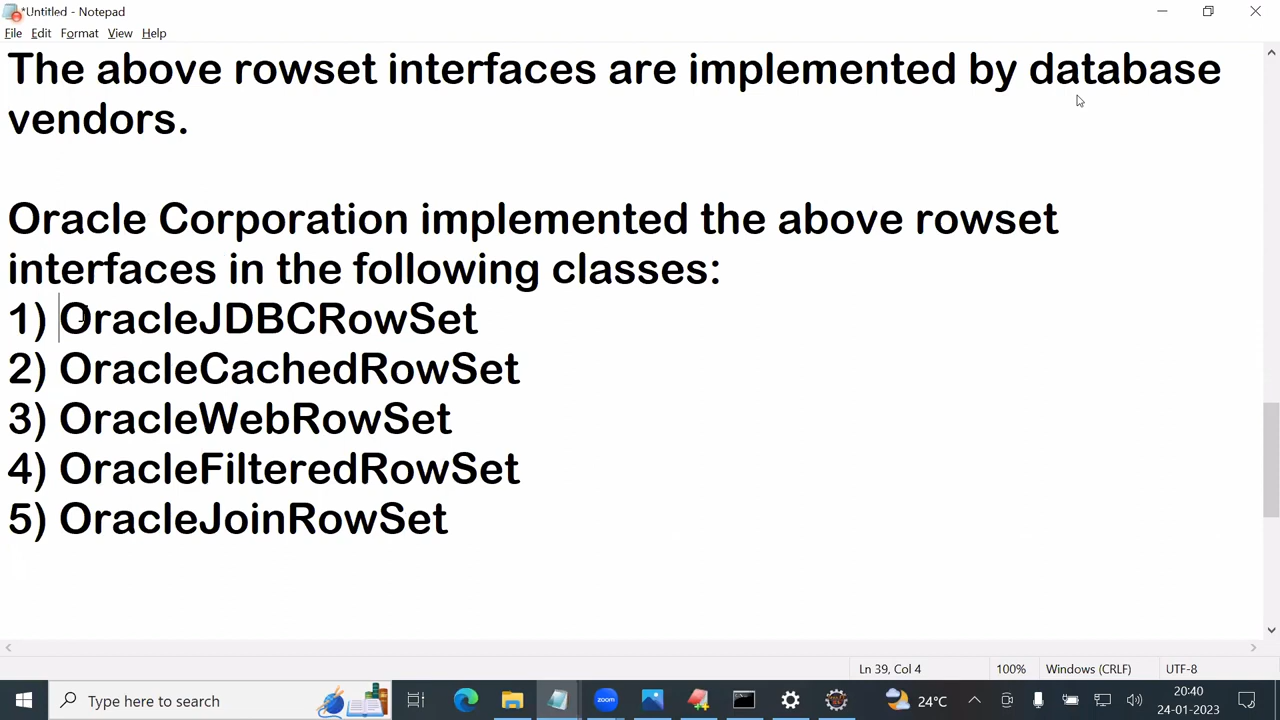 *Untitled - Notepad
File Edit Format View Help
The above rowset interfaces are implemented by database
vendors.
Oracle Corporation implemented the above rowset
interfaces in the following classes:
1) OracleJDBCRowSet
2) OracleCachedRowSet
3) OracleWebRowSet
4) OracleFilteredRowSet
5) OracleJoinRowSet
Ln 39, Col 4 100% Windows (CRLF) UTF-8
Type here to search zoom 24°C 20:40
24-01-2023